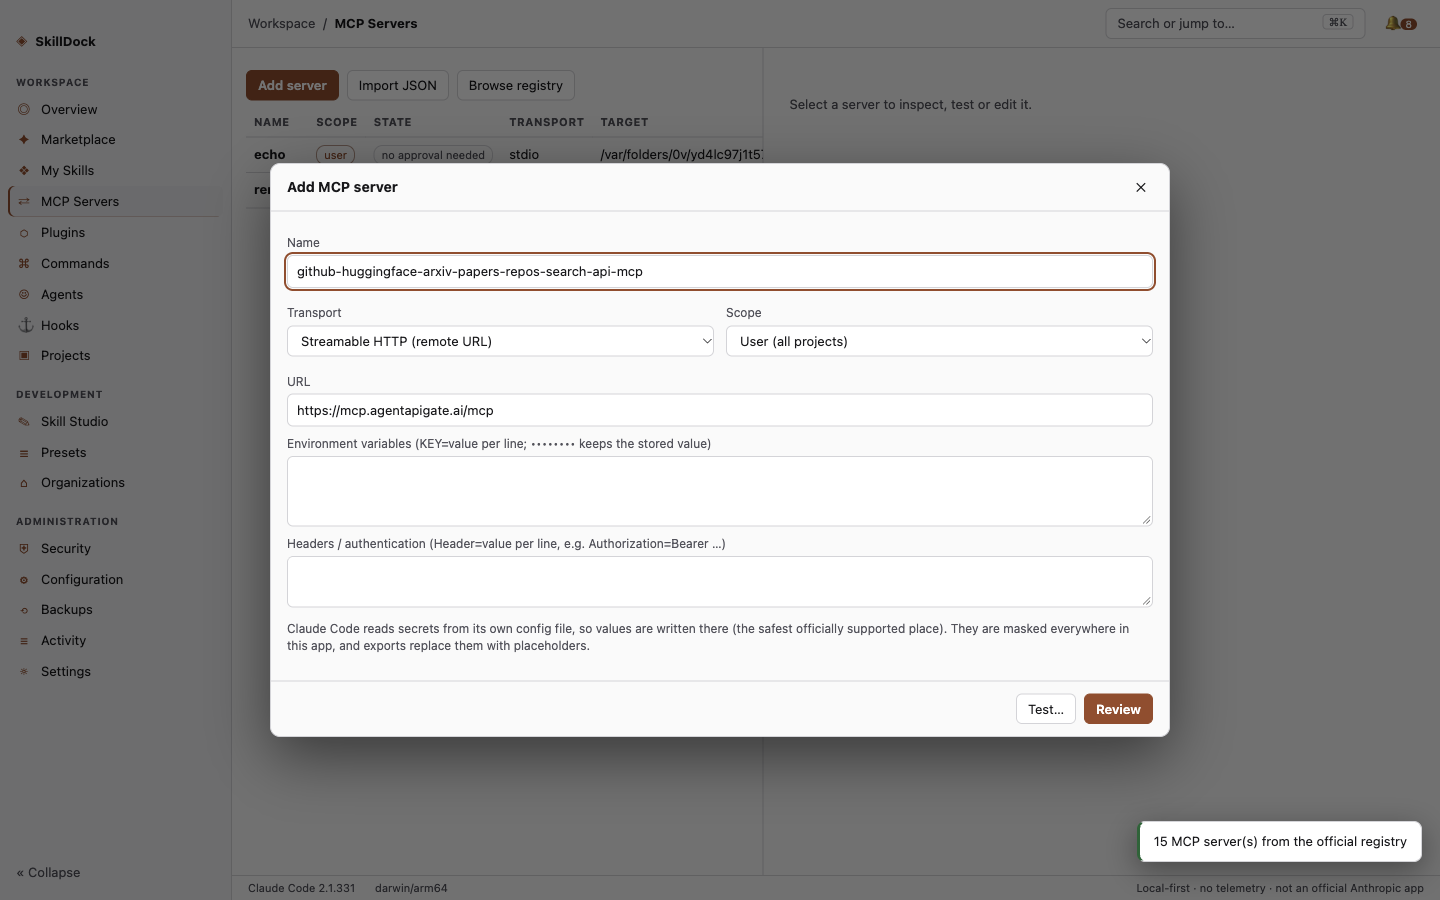 SkillDock
WORKSPACE
Overview
Marketplace
My Skills
MCP Servers
Plugins
Commands
Agents
Hooks
Projects
DEVELOPMENT
Skill Studio
Presets
Organizations
ADMINISTRATION
Security
Configuration
Backups
Activity
Settings
« Collapse
Workspace / MCP Servers
Search or jump to… ⌘K
8
Add server Import JSON Browse registry
NAME SCOPE STATE TRANSPORT TARGET
echo user no approval needed stdio /var/folders/0v/yd4lc97j1t57
Select a server to inspect, test or edit it.
Add MCP server
Name
github-huggingface-arxiv-papers-repos-search-api-mcp
Transport Scope
Streamable HTTP (remote URL) User (all projects)
URL
https://mcp.agentapigate.ai/mcp
Environment variables (KEY=value per line; •••••••• keeps the stored value)
Headers / authentication (Header=value per line, e.g. Authorization=Bearer …)
Claude Code reads secrets from its own config file, so values are written there (the safest officially supported place). They are masked everywhere in
this app, and exports replace them with placeholders.
Test… Review
15 MCP server(s) from the official registry
Claude Code 2.1.331 darwin/arm64
Local-first · no telemetry · not an official Anthropic app